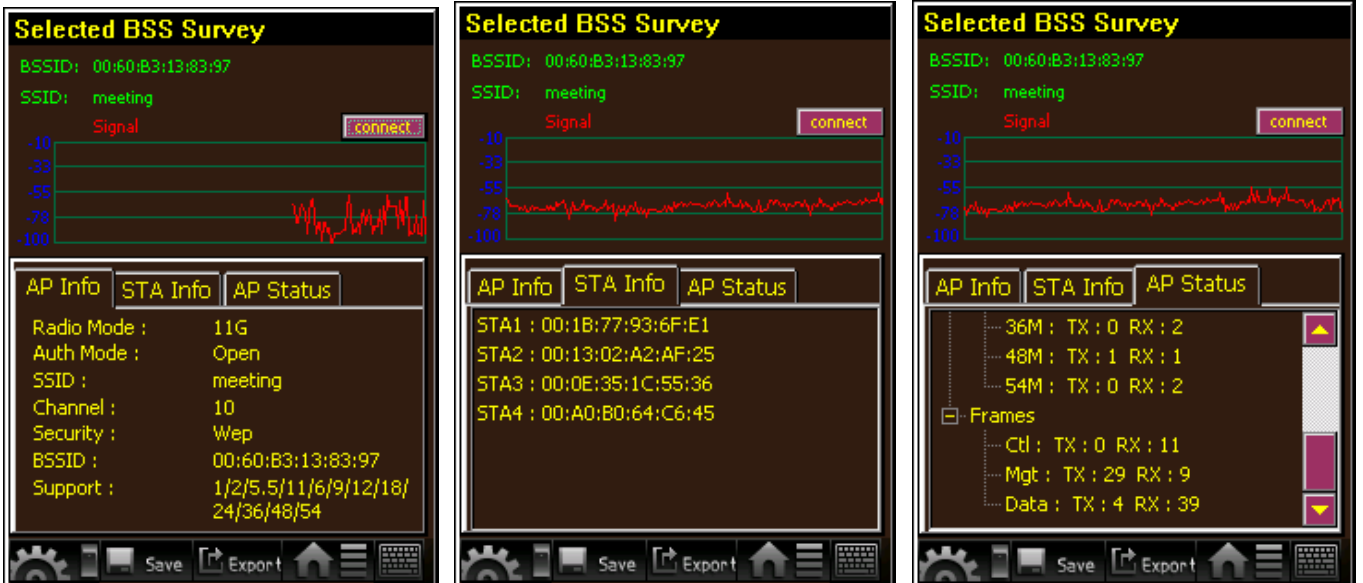 Selected BSS Survey
BSSID: 00:60:B3:13:83:97
SSID: meeting
Signal
connect
-10
-33
-55
-78
-100
AP Info STA Info AP Status
Radio Mode : 11G
Auth Mode : Open
SSID : meeting
Channel : 10
Security : Wep
BSSID : 00:60:B3:13:83:97
Support : 1/2/5.5/11/6/9/12/18/
24/36/48/54
Save Export
Selected BSS Survey
BSSID: 00:60:B3:13:83:97
SSID: meeting
Signal
connect
-10
-33
-55
-78
-100
AP Info STA Info AP Status
STA1 : 00:1B:77:93:6F:E1
STA2 : 00:13:02:A2:AF:25
STA3 : 00:0E:35:1C:55:36
STA4 : 00:A0:B0:64:C6:45
Save Export
Selected BSS Survey
BSSID: 00:60:B3:13:83:97
SSID: meeting
Signal
connect
-10
-33
-55
-78
-100
AP Info STA Info AP Status
36M : TX : 0 RX : 2
48M : TX : 1 RX : 1
54M : TX : 0 RX : 2
Frames
Ctl : TX : 0 RX : 11
Mgt : TX : 29 RX : 9
Data : TX : 4 RX : 39
Save Export